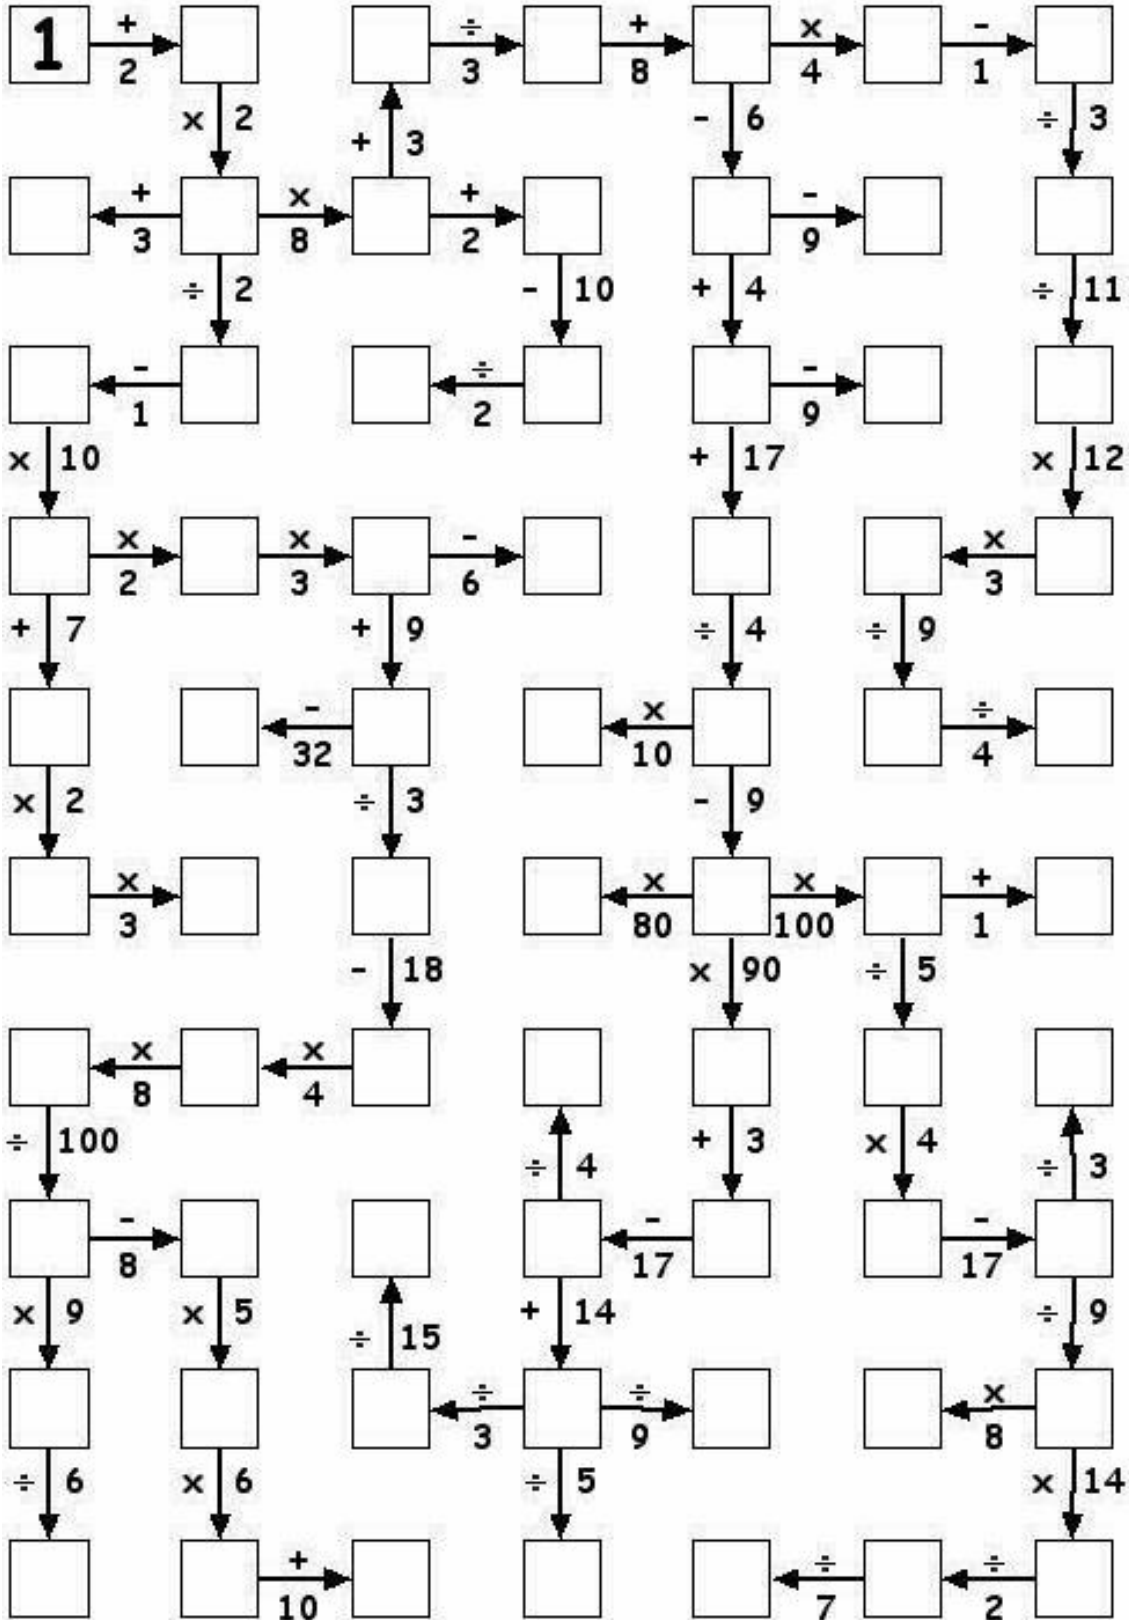 1 + 2 ÷ 3 + 8 × 4 - 1
× 2 + 3 - 6 ÷ 3
+ 3 × 8 + 2 - 9
÷ 2 - 10 + 4 ÷ 11
- 1 ÷ 2 - 9
× 10 + 17 × 12
× 2 × 3 - 6 × 3
+ 7 + 9 ÷ 4 ÷ 9
- 32 × 10 ÷ 4
× 2 ÷ 3 - 9
× 3 × 80 × 100 + 1
- 18 × 90 ÷ 5
× 8 × 4
÷ 100 ÷ 4 + 3 × 4 ÷ 3
- 8 - 17 - 17
× 9 × 5 ÷ 15 + 14 ÷ 9
÷ 3 ÷ 9 × 8
÷ 6 × 6 ÷ 5 × 14
+ 10 ÷ 7 ÷ 2